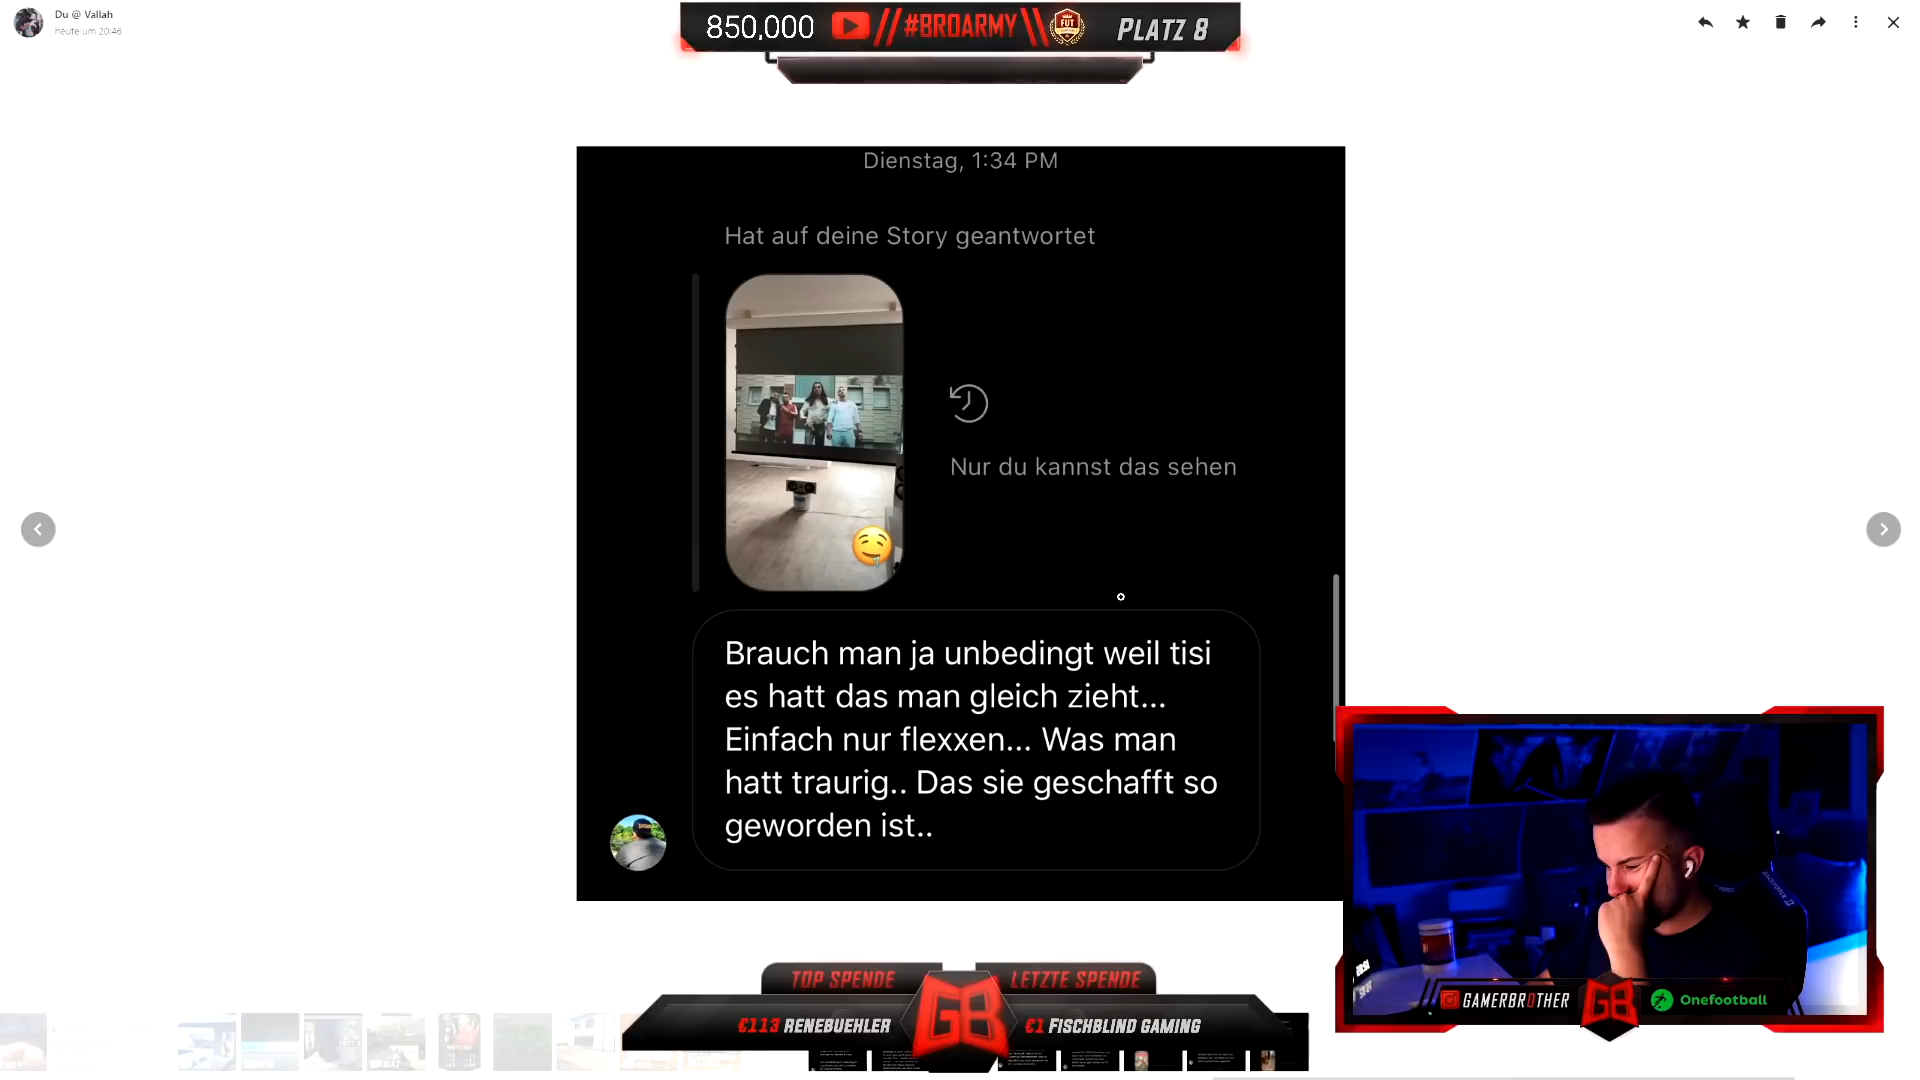 Du @ Vallah
heute um 20:46
850,000 //#BROARMY\\ FUT PLATZ 8
Dienstag, 1:34 PM
Hat auf deine Story geantwortet
Nur du kannst das sehen
Brauch man ja unbedingt weil tisi
es hatt das man gleich zieht...
Einfach nur flexxen... Was man
hatt traurig.. Das sie geschafft so
geworden ist..
TOP SPENDE
LETZTE SPENDE
€113 RENEBUEHLER
GB
€1 FISCHBLIND GAMING
GAMERBROTHER
GB
Onefootball